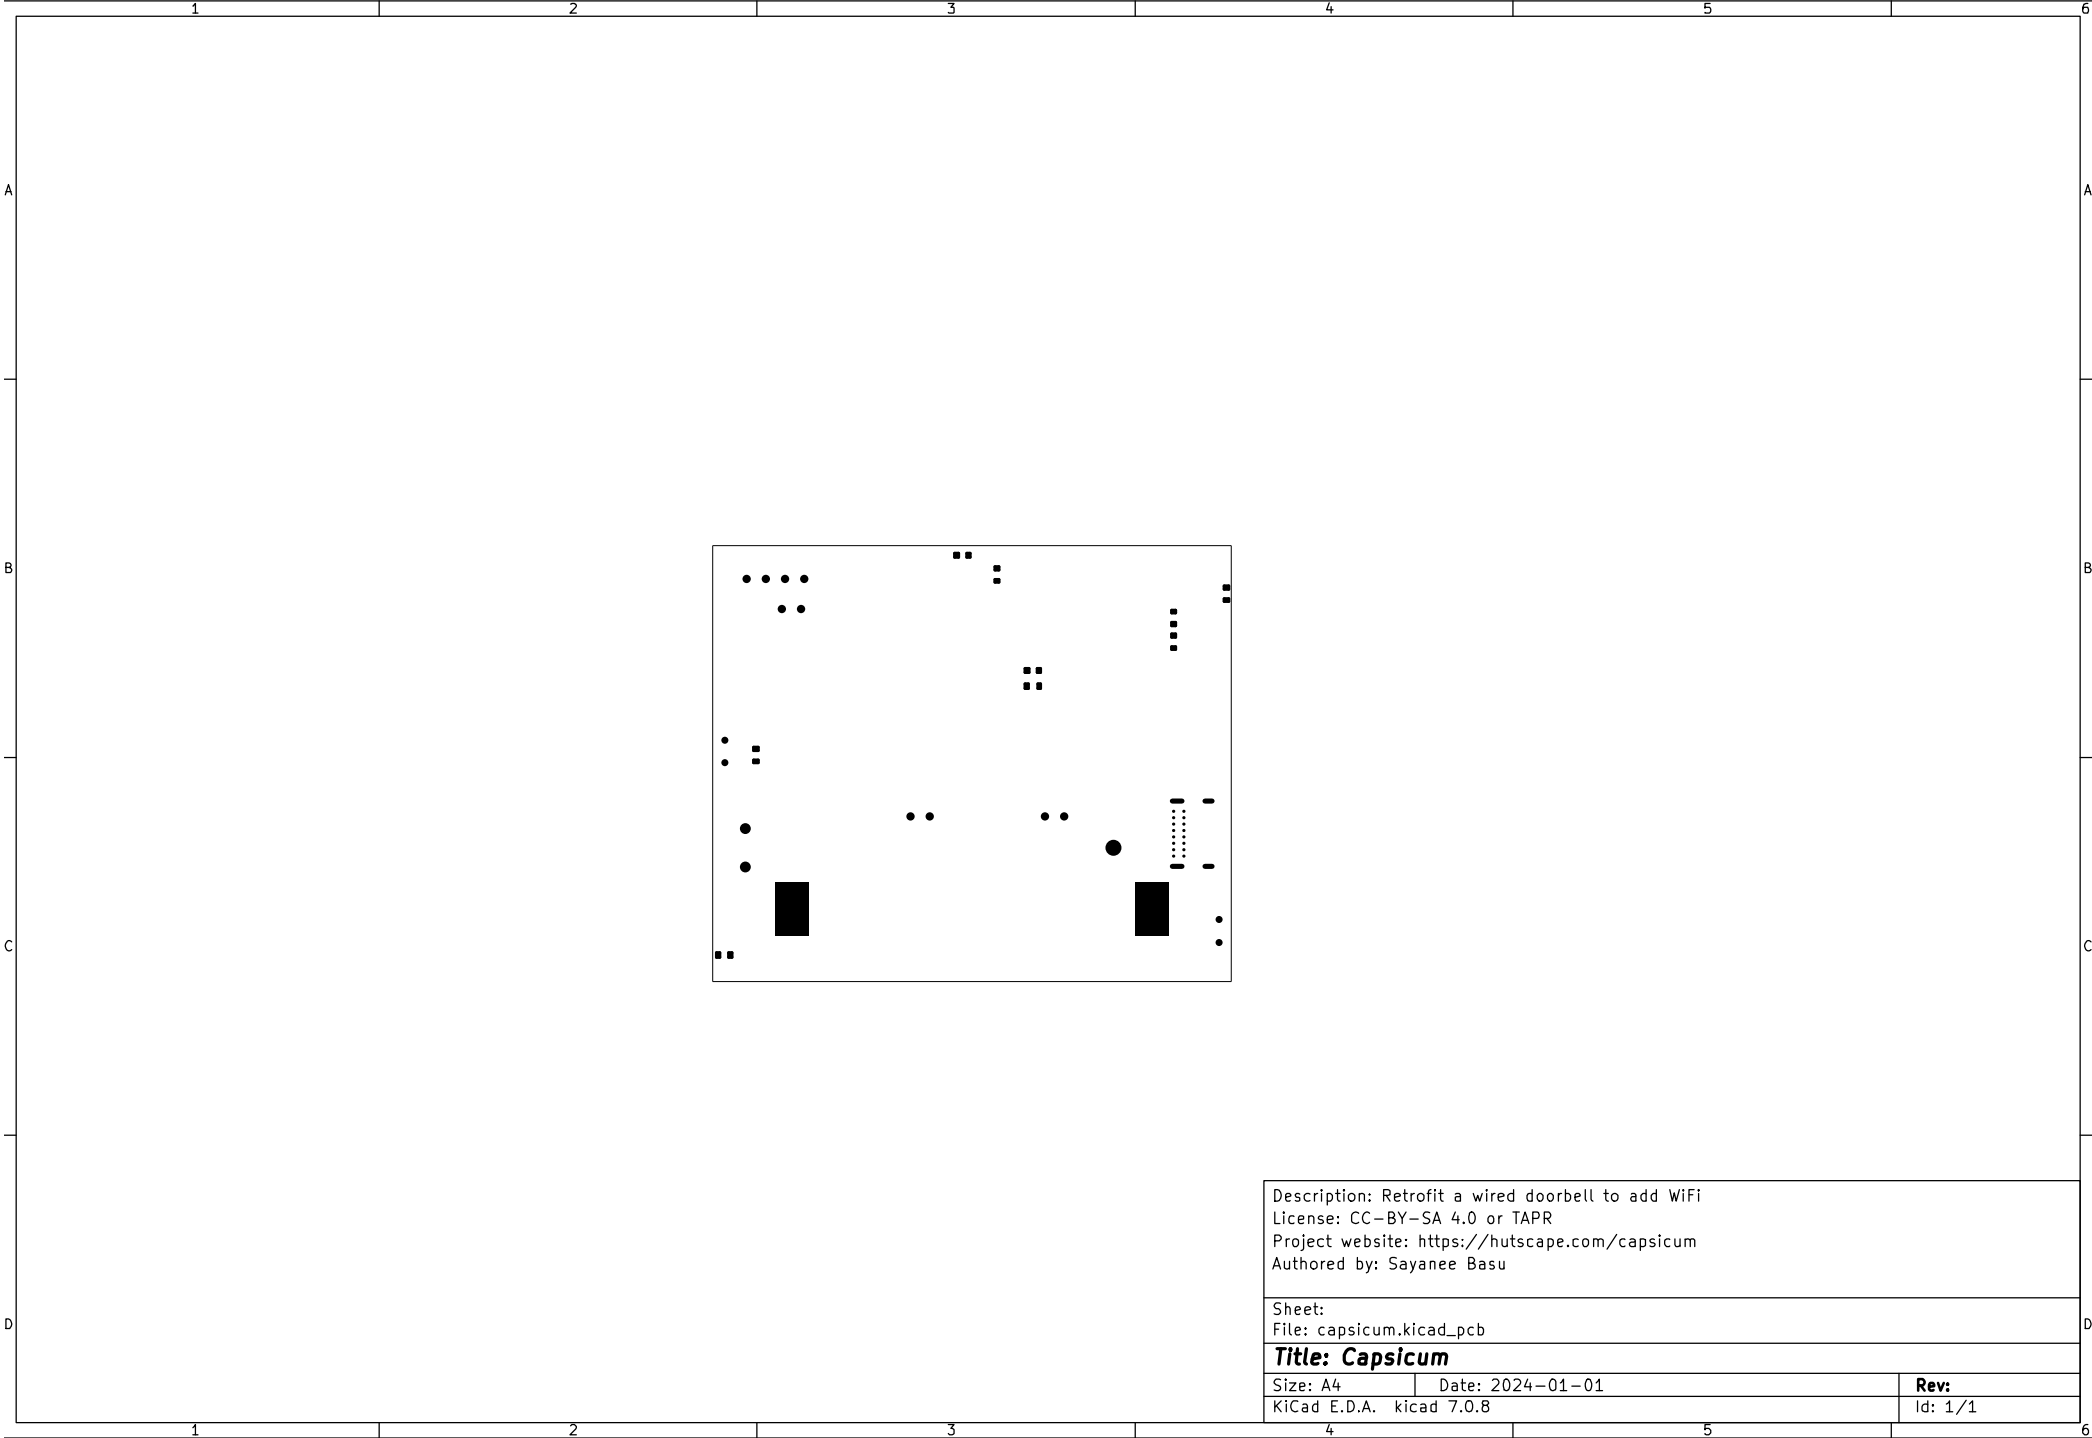 1 2 3 4 5 6
A A
B B
C C
Description: Retrofit a wired doorbell to add WiFi
License: CC-BY-SA 4.0 or TAPR
Project website: https://hutscape.com/capsicum
Authored by: Sayanee Basu
Sheet:
File: capsicum.kicad_pcb
D D
Title: Capsicum
Size: A4 Date: 2024-01-01 Rev:
KiCad E.D.A. kicad 7.0.8 Id: 1/1
1 2 3 4 5 6